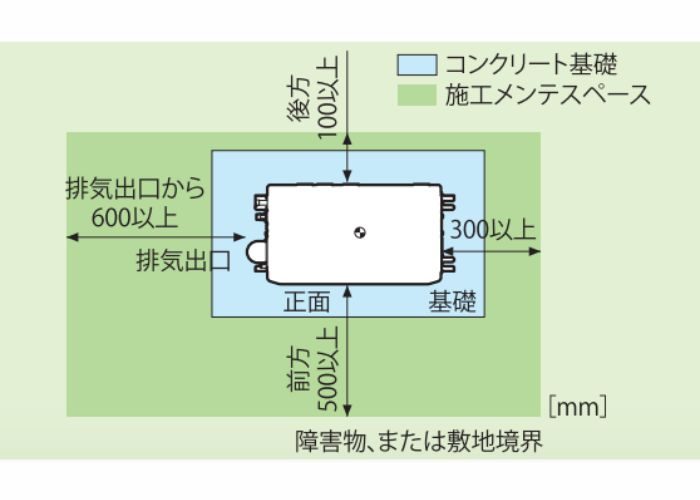 コンクリート基礎
施工メンテスペース
後方
100以上
排気出口から
600以上
300以上
排気出口
正面
基礎
前方
500以上
[mm]
障害物、または敷地境界